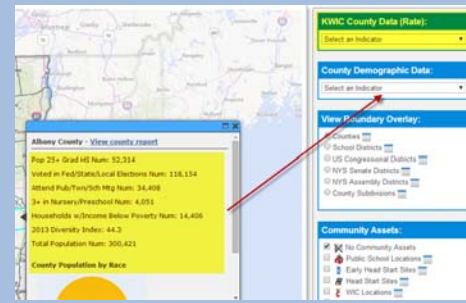 KWIC County Data (Rate):
Select an Indicator
County Demographic Data:
Select an Indicator
View Boundary Overlay:
Counties
School Districts
US Congressional Districts
NYS Senate Districts
NYS Assembly Districts
County Subdivisions
Community Assets:
No Community Assets
Public School Locations
Early Head Start Sites
Head Start Sites
WIC Locations
Albany County - View county report
Pop 25+ Grad HS Num: 52,314
Voted in Fed/State/Local Elections Num: 118,154
Attend Pub/Twn/Sch Mtg Num: 34,408
3+ in Nursery/Preschool Num: 4,051
Households w/Income Below Poverty Num: 14,406
2013 Diversity Index: 44.3
Total Population Num: 300,421
County Population by Race